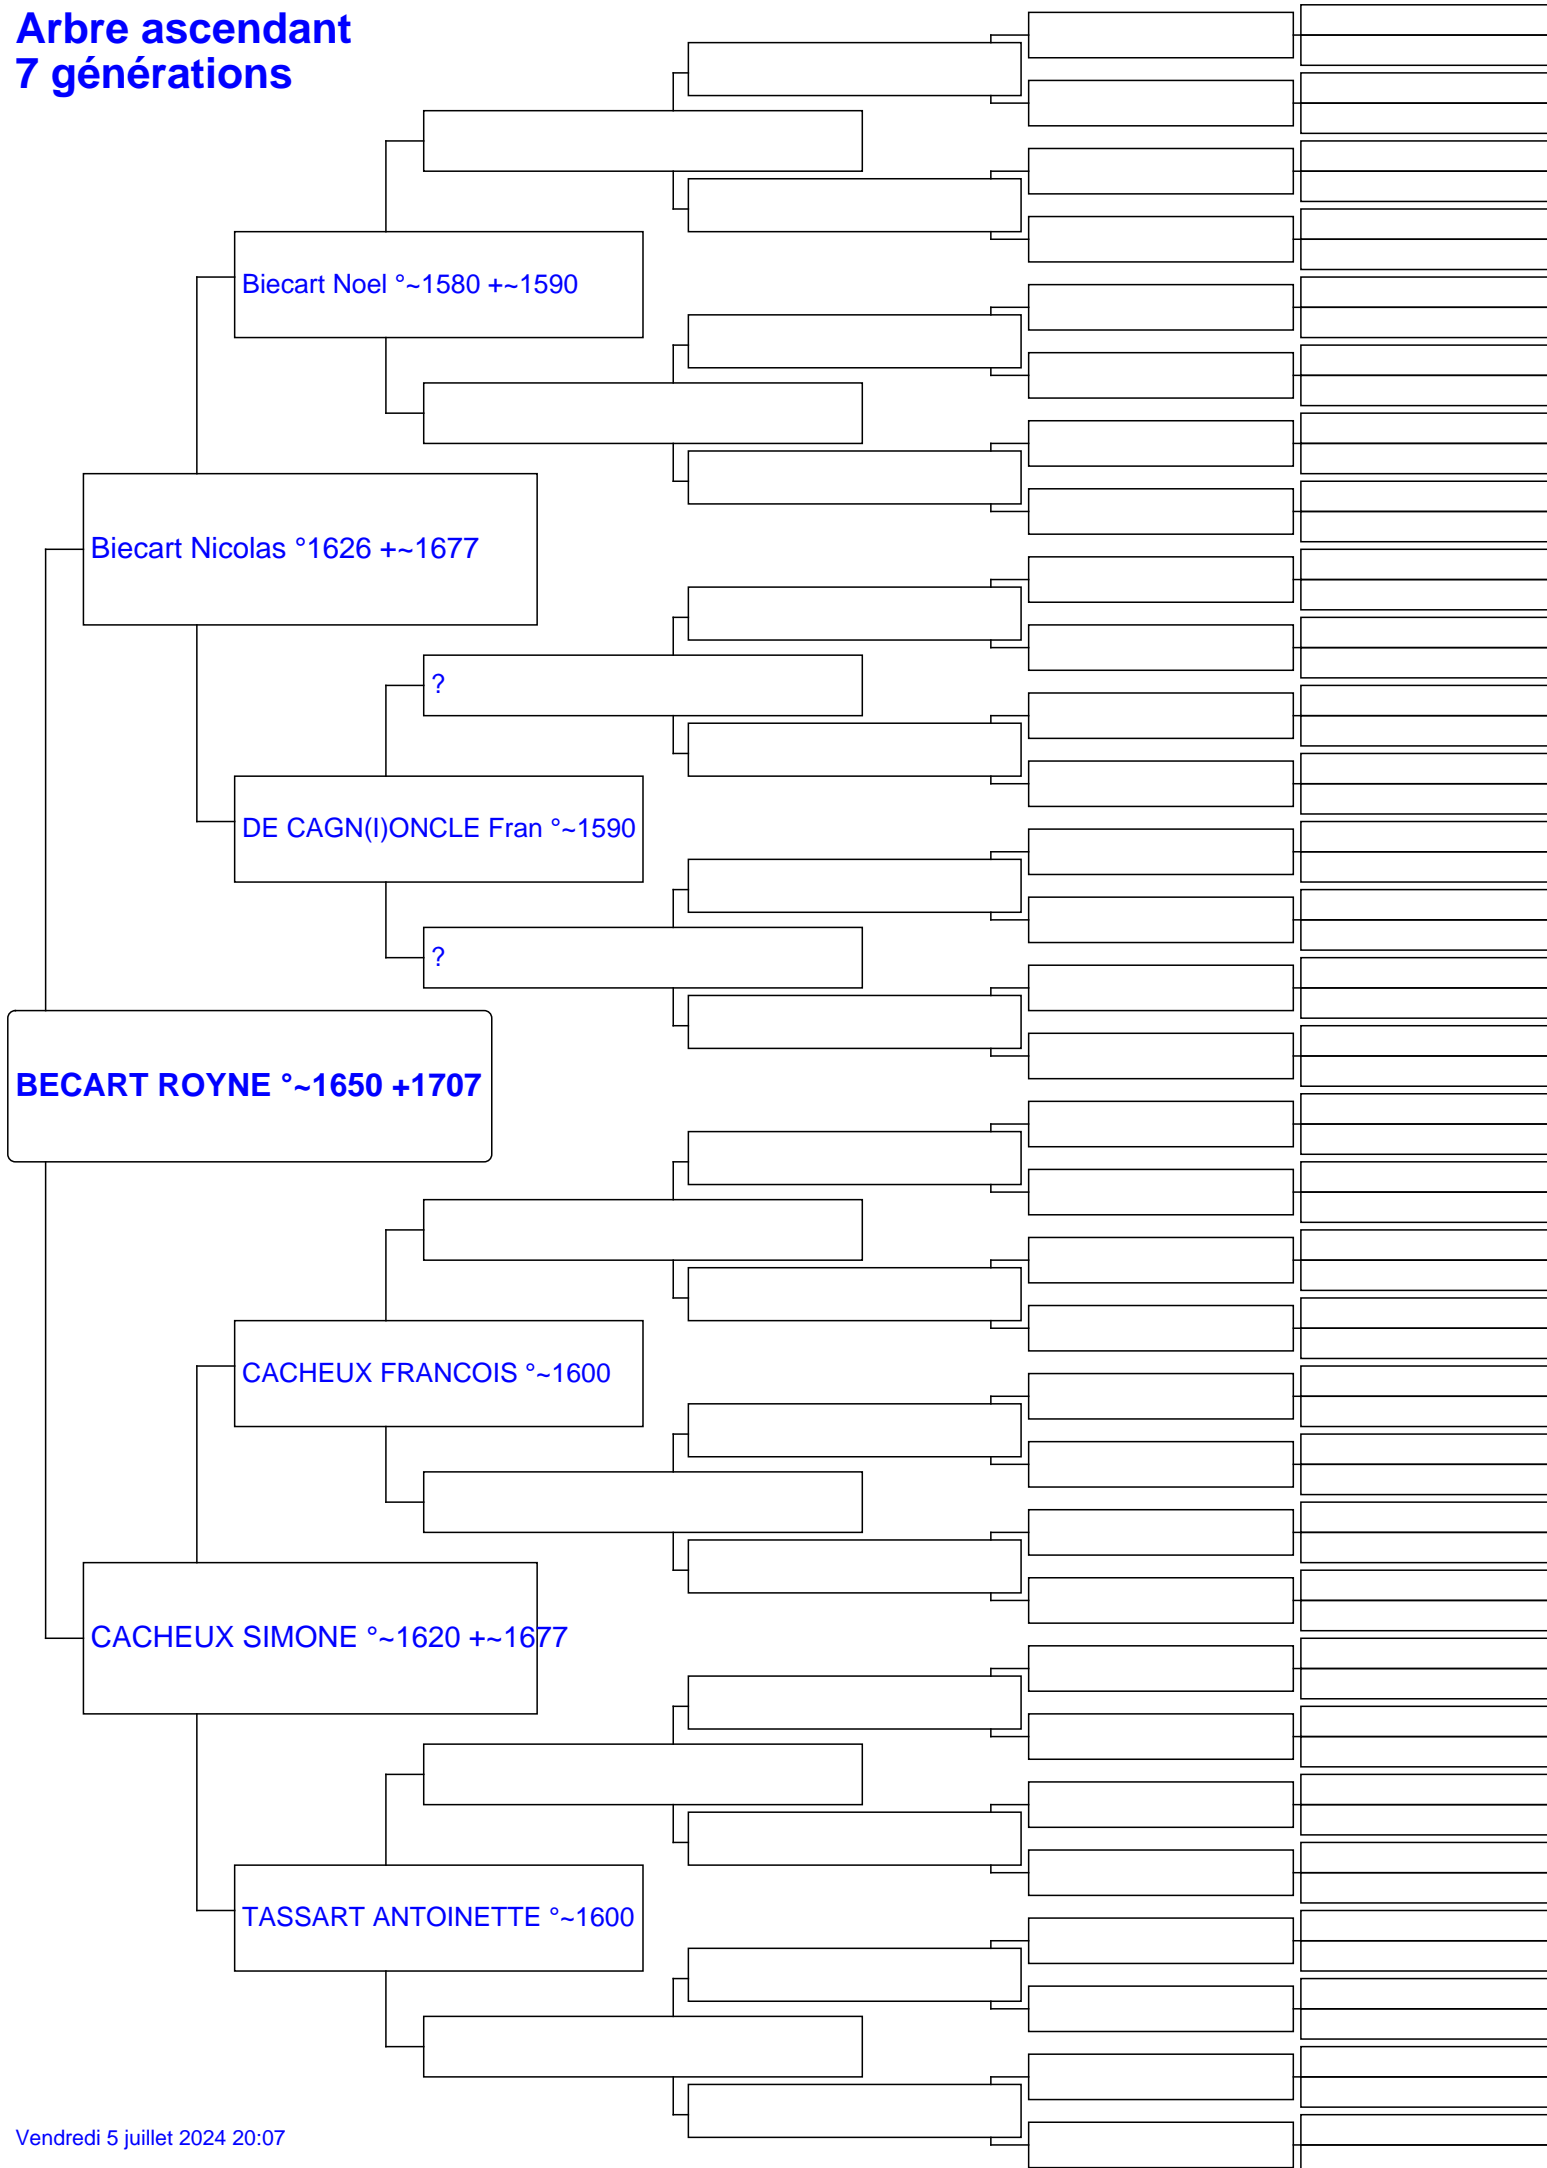 Arbre ascendant
7 générations
Biecart Noel °~1580 +~1590
Biecart Nicolas °1626 +~1677
?
DE CAGN(I)ONCLE Fran °~1590
?
BECART ROYNE °~1650 +1707
CACHEUX FRANCOIS °~1600
CACHEUX SIMONE °~1620 +~1677
TASSART ANTOINETTE °~1600
Vendredi 5 juillet 2024 20:07